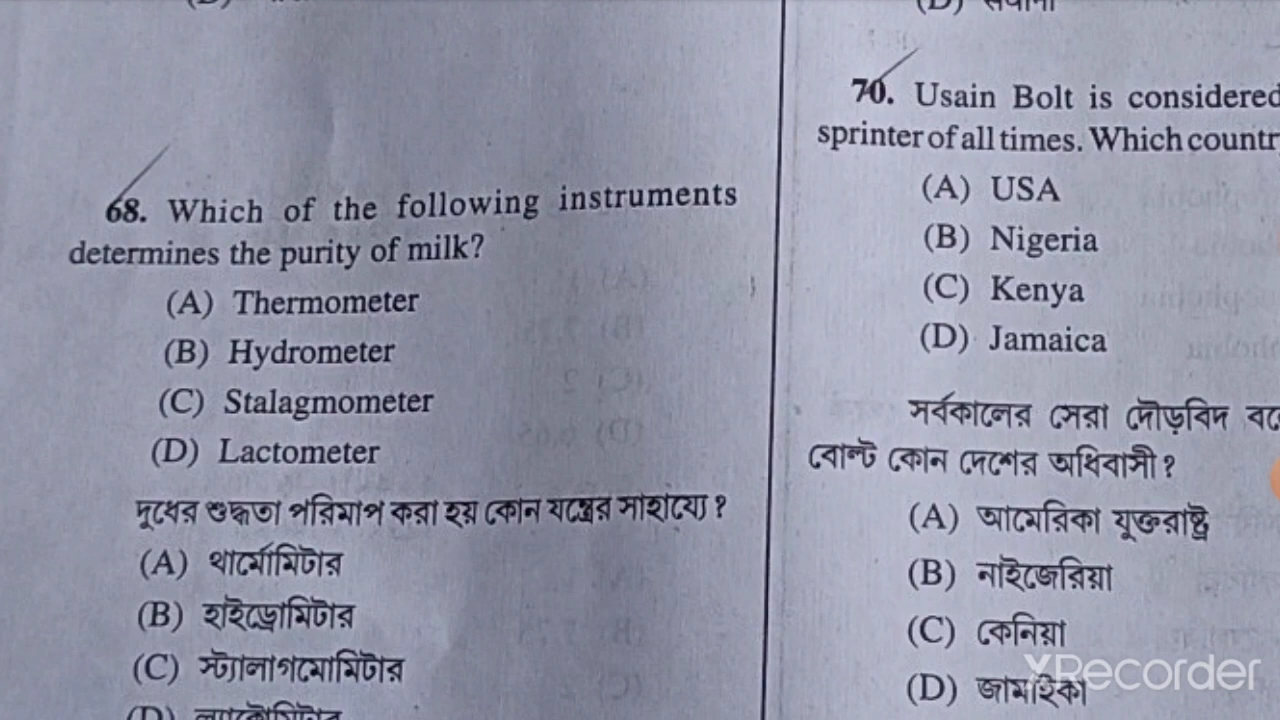 68. Which of the following instruments
determines the purity of milk?
(A) Thermometer
(B) Hydrometer
(C) Stalagmometer
(D) Lactometer
দুধের শুদ্ধতা পরিমাপ করা হয় কোন যন্ত্রের সাহায্যে ?
(A) থার্মোমিটার
(B) হাইড্রোমিটার
(C) স্ট্যালাগমোমিটার
(D) ল্যাকটোমিটার
70. Usain Bolt is considered
sprinter of all times. Which countr
(A) USA
(B) Nigeria
(C) Kenya
(D) Jamaica
সর্বকালের সেরা দৌড়বিদ বলে
বোল্ট কোন দেশের অধিবাসী ?
(A) আমেরিকা যুক্তরাষ্ট্র
(B) নাইজেরিয়া
(C) কেনিয়া
(D) জামাইকা
XRecorder